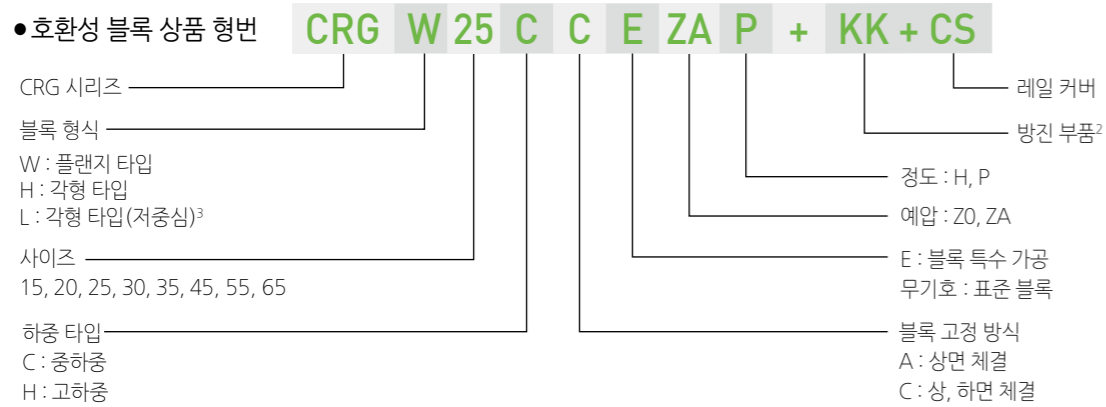 ● 호환성 블록 상품 형번 CRG W 25 C C E ZA P + KK + CS
CRG 시리즈
블록 형식
W : 플랜지 타입
H : 각형 타입
L : 각형 타입(저중심)³
사이즈
15, 20, 25, 30, 35, 45, 55, 65
하중 타입
C : 중하중
H : 고하중
레일 커버
방진 부품²
정도 : H, P
예압 : Z0, ZA
E : 블록 특수 가공
무기호 : 표준 블록
블록 고정 방식
A : 상면 체결
C : 상, 하면 체결